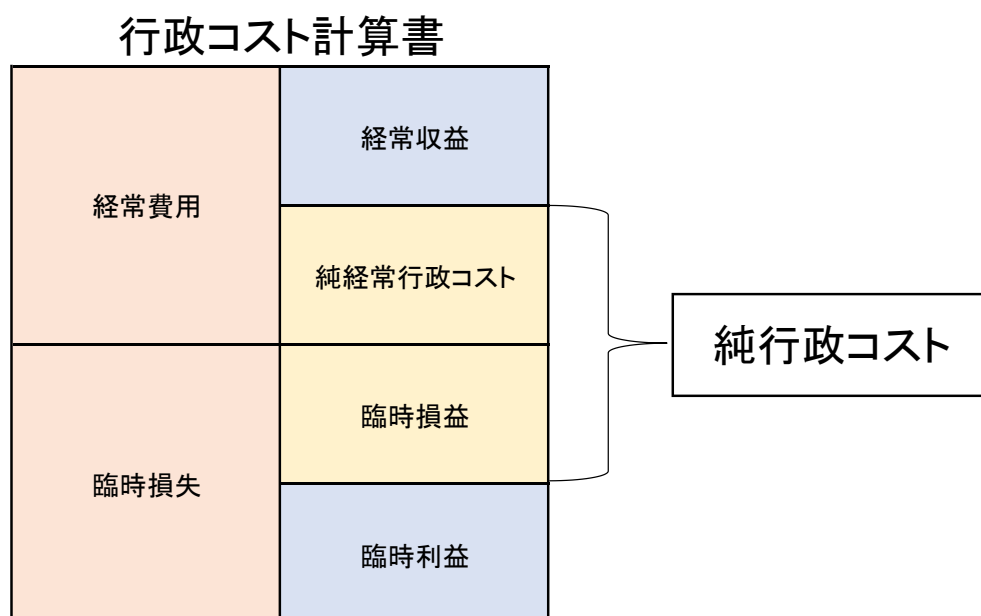 行政コスト計算書
経常費用
経常収益
純経常行政コスト
純行政コスト
臨時損失
臨時損益
臨時利益